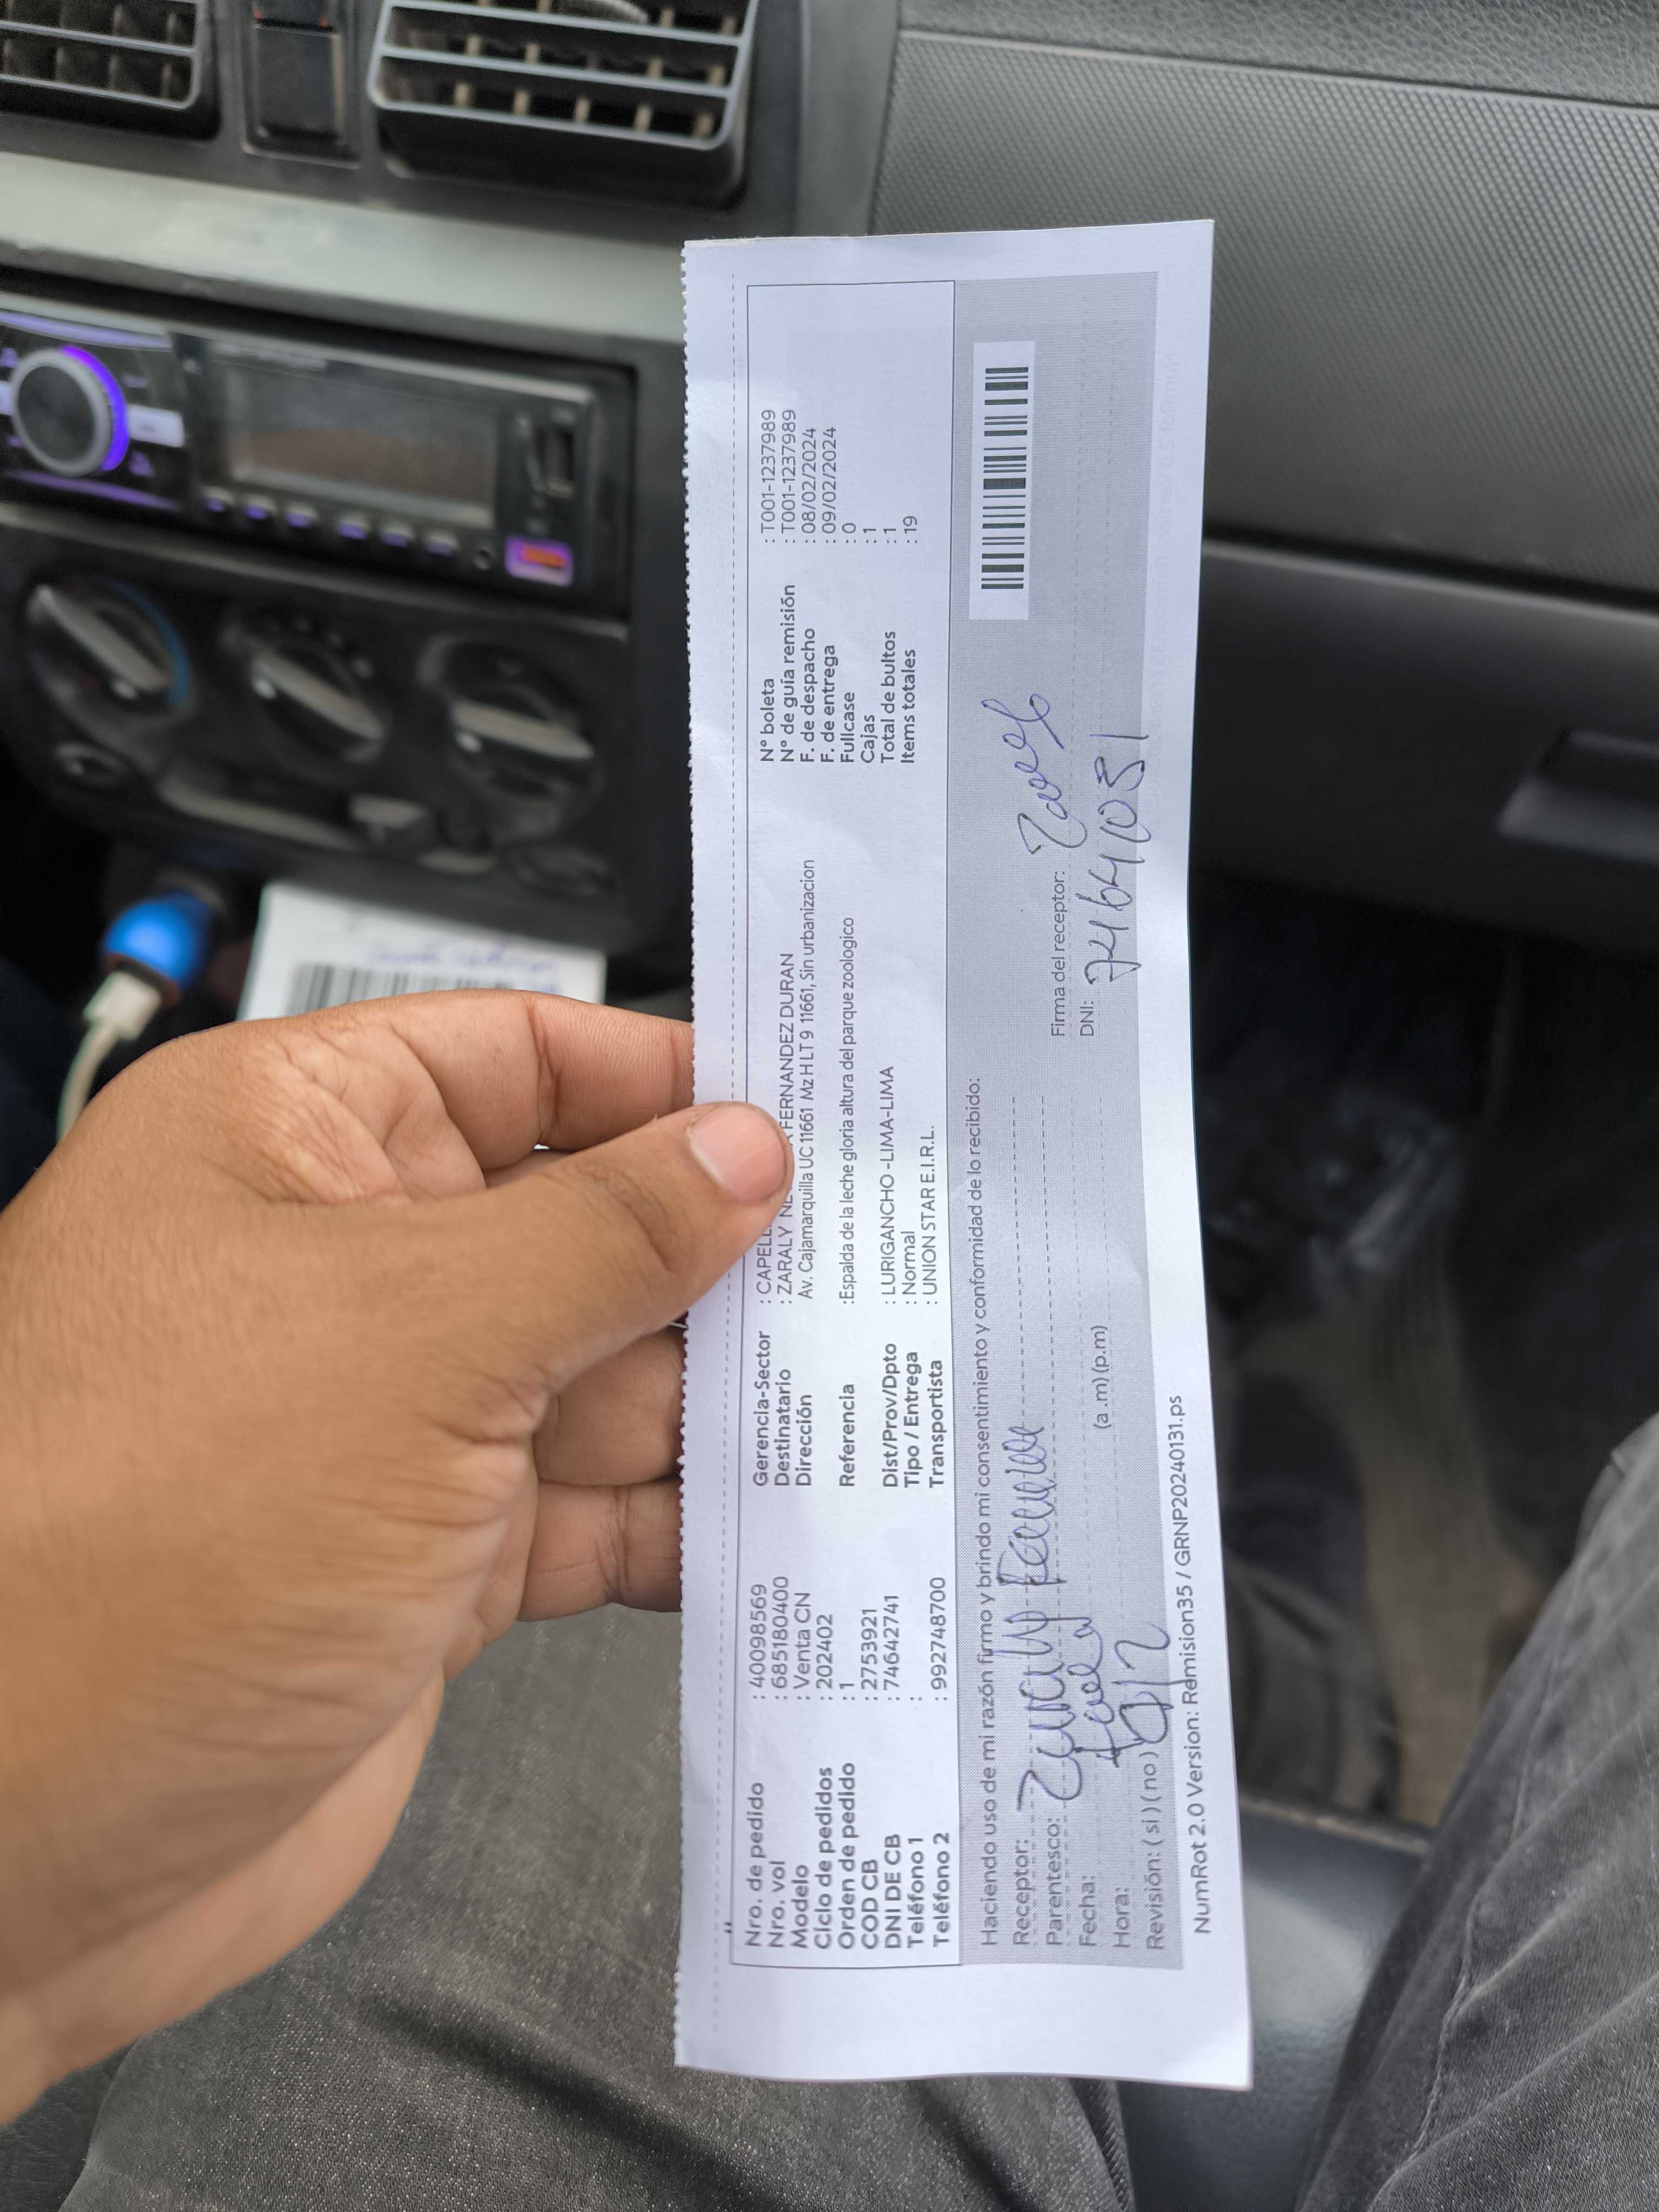 Nro. de pedido : 40098569
Nro. vol : 685180400
Modelo : Venta CN
Ciclo de pedidos : 202402
Orden de pedido : 1
COD CB : 2753921
DNI DE CB : 74642741
Teléfono 1 :
Teléfono 2 : 992748700
Gerencia-Sector :
Destinatario : ZARALY FERNANDEZ DURAN
Dirección Av. Cajamarquilla UC 11661 Mz H LT 9 11661, Sin urbanizacion
Referencia :Espalda de la leche gloria altura del parque zoologico
Dist/Prov/Dpto : LURIGANCHO -LIMA-LIMA
Tipo / Entrega : Normal
Transportista : UNION STAR E.I.R.L.
N° boleta : T001-1237989
N° de guía remisión : T001-1237989
F. de despacho : 08/02/2024
F. de entrega : 09/02/2024
Fullcase : 0
Cajas : 1
Total de bultos : 1
Items totales : 19
Haciendo uso de mi razón firmo y brindo mi consentimiento y conformidad de lo recibido:
Receptor:
Parentesco:
Fecha:
Hora: (a .m) (p.m)
Revisión: ( si ) ( no )
Firma del receptor:
DNI:
NumRot 2.0 Version: Remision35 / GRNP20240131.ps